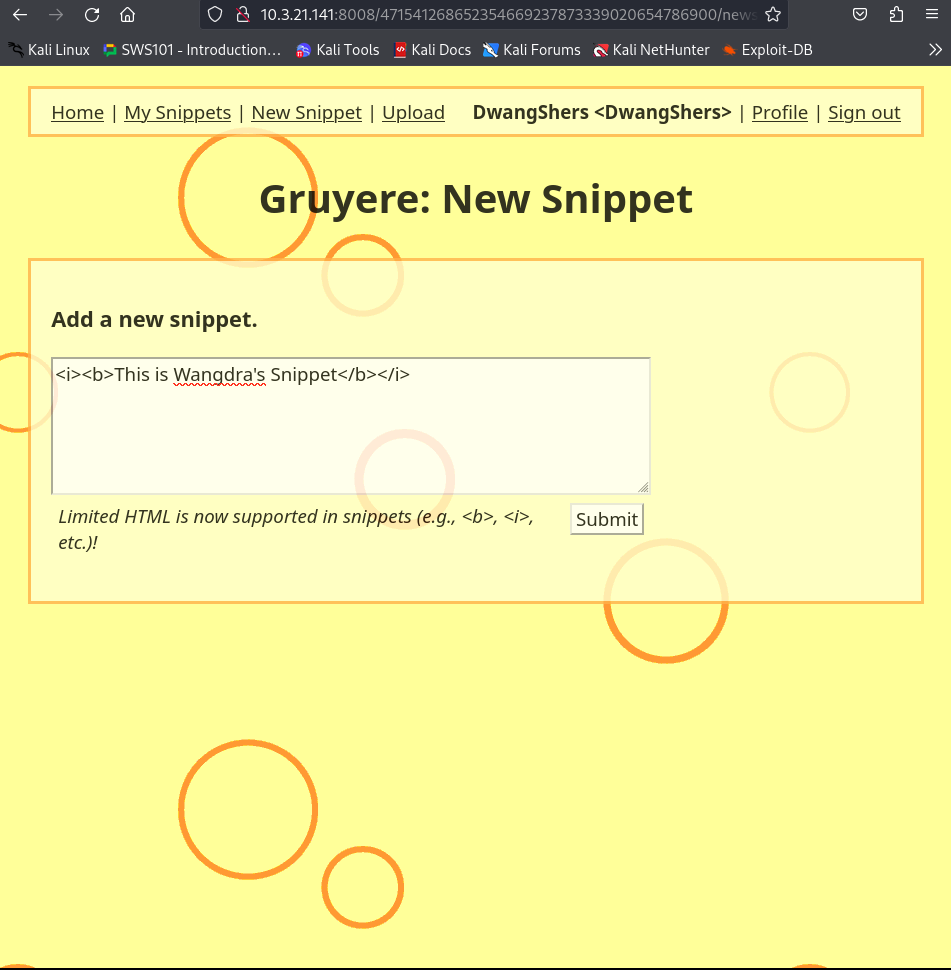 10.3.21.141:8008/471541268652354669237873339020654786900/news
Kali Linux SWS101 - Introduction… Kali Tools Kali Docs Kali Forums Kali NetHunter Exploit-DB
Home | My Snippets | New Snippet | Upload DwangShers <DwangShers> | Profile | Sign out
Gruyere: New Snippet
Add a new snippet.
<i><b>This is Wangdra's Snippet</b></i>
Limited HTML is now supported in snippets (e.g., <b>, <i>, Submit
etc.)!